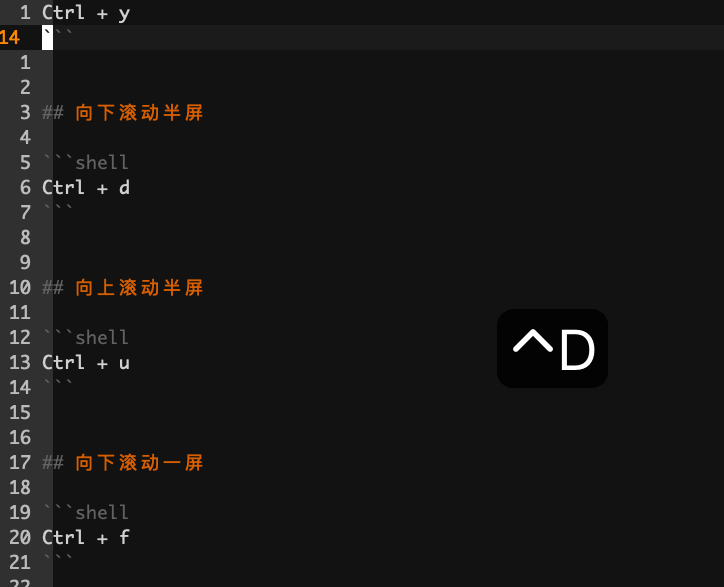 1 Ctrl + y
14 ```
1
2
3 ## 向下滚动半屏
4
5 ```shell
6 Ctrl + d
7 ```
8
9
10 ## 向上滚动半屏
11
12 ```shell
13 Ctrl + u
14 ```
15
16
17 ## 向下滚动一屏
18
19 ```shell
20 Ctrl + f
21 ```
22
^D